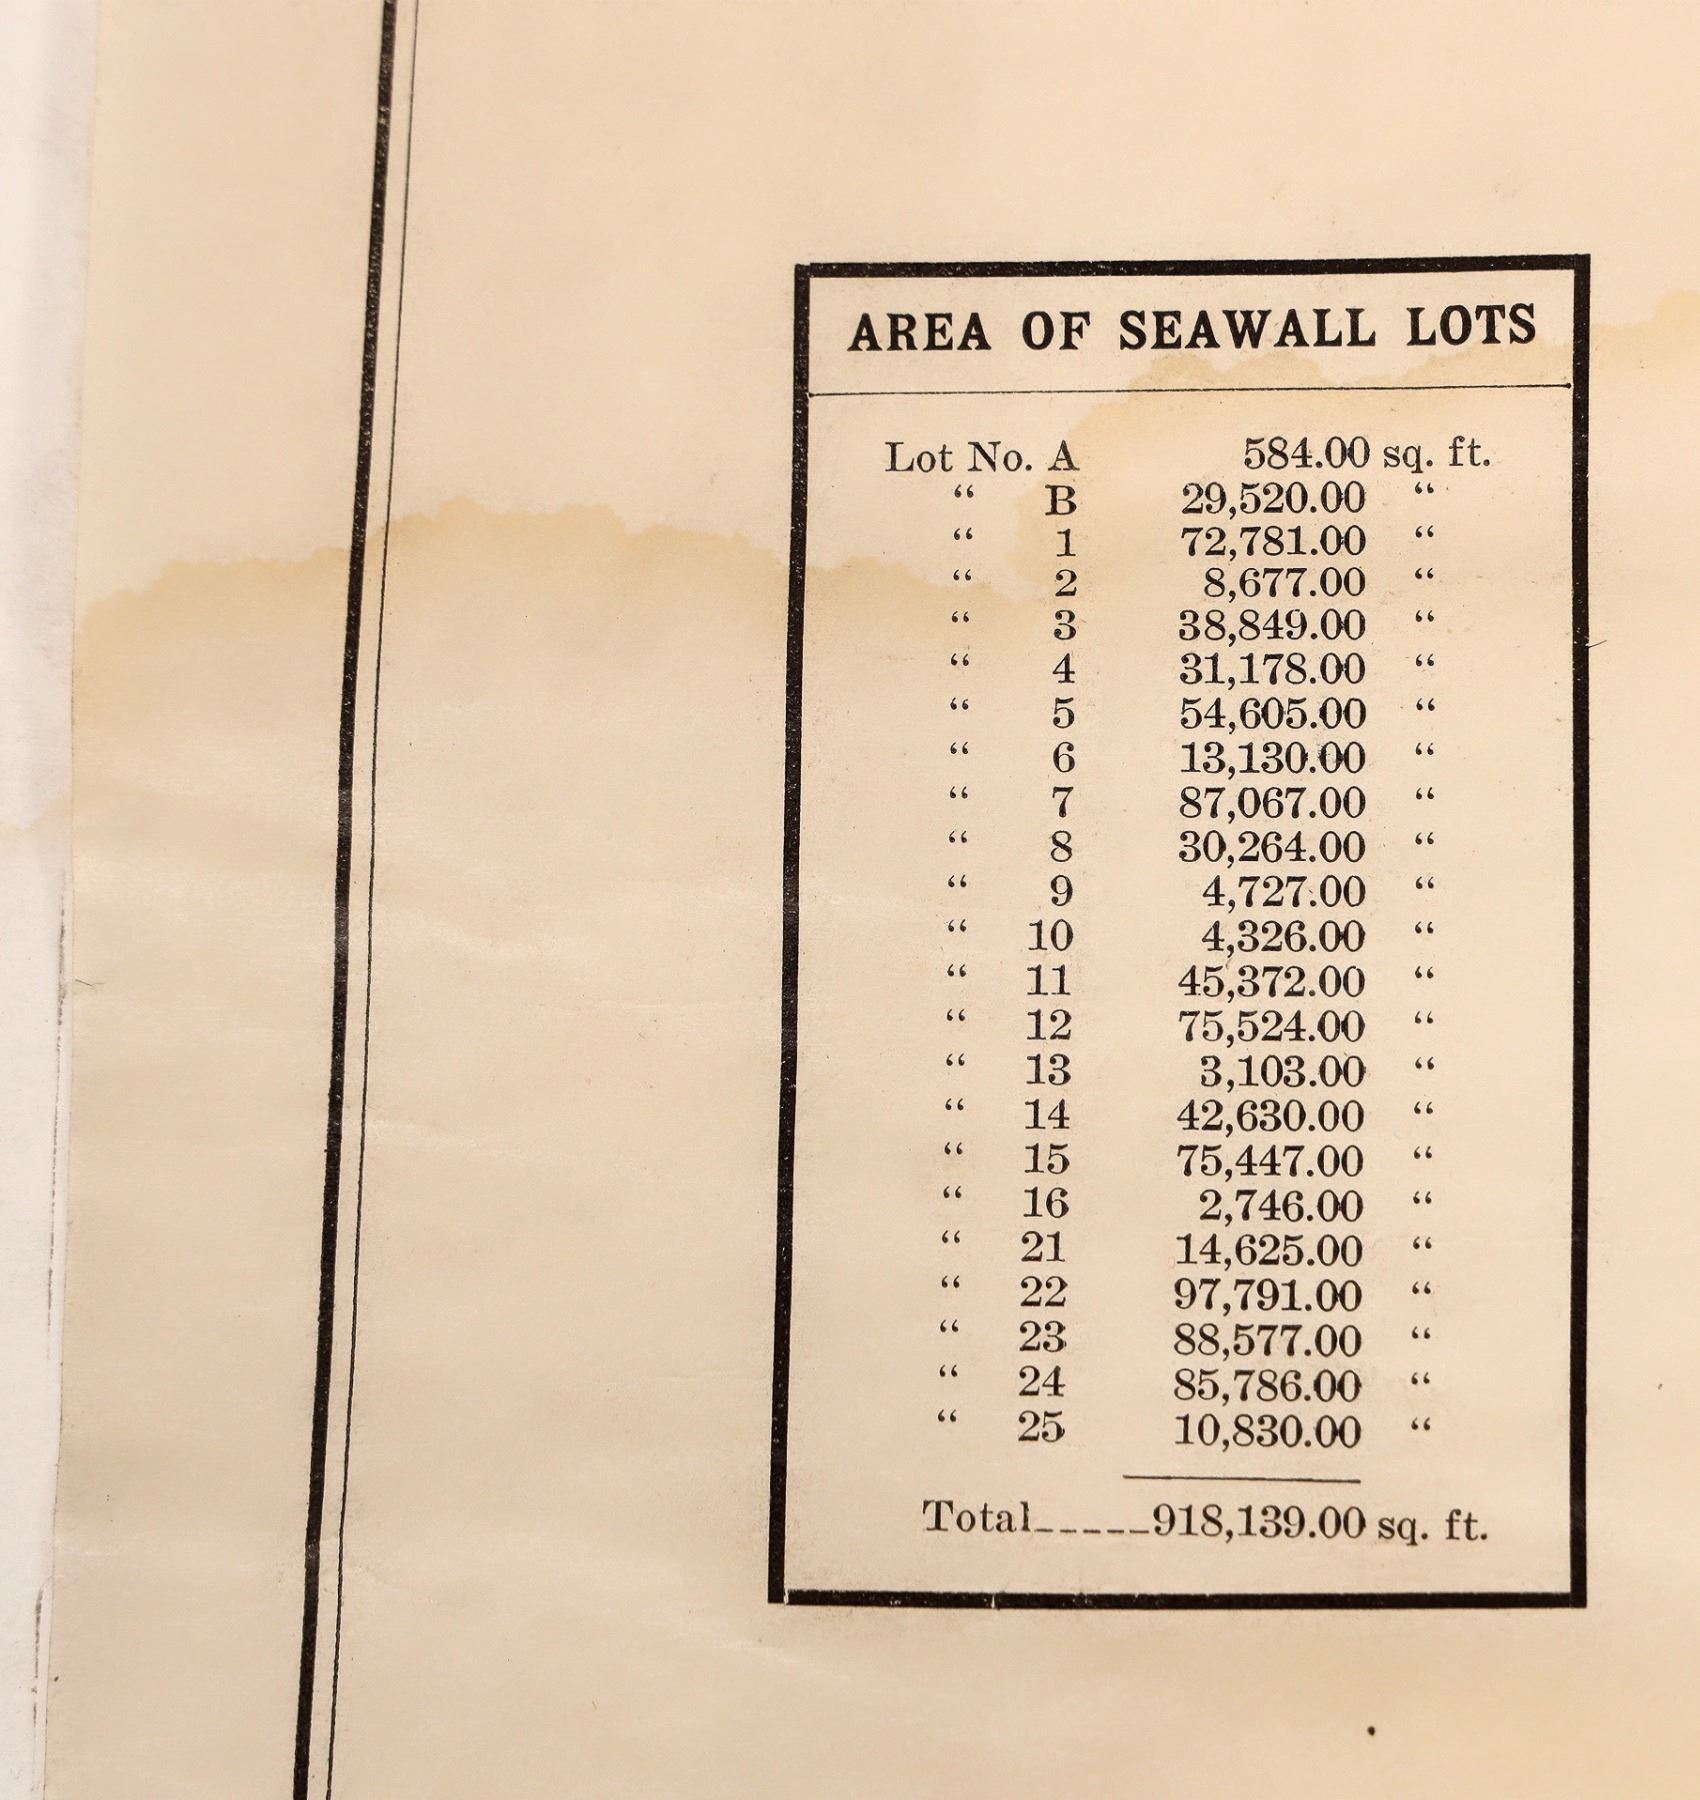 AREA OF SEAWALL LOTS
Lot No. A 584.00 sq. ft.
“ B 29,520.00 “
“ 1 72,781.00 “
“ 2 8,677.00 “
“ 3 38,849.00 “
“ 4 31,178.00 “
“ 5 54,605.00 “
“ 6 13,130.00 “
“ 7 87,067.00 “
“ 8 30,264.00 “
“ 9 4,727.00 “
“ 10 4,326.00 “
“ 11 45,372.00 “
“ 12 75,524.00 “
“ 13 3,103.00 “
“ 14 42,630.00 “
“ 15 75,447.00 “
“ 16 2,746.00 “
“ 21 14,625.00 “
“ 22 97,791.00 “
“ 23 88,577.00 “
“ 24 85,786.00 “
“ 25 10,830.00 “
Total_____918,139.00 sq. ft.